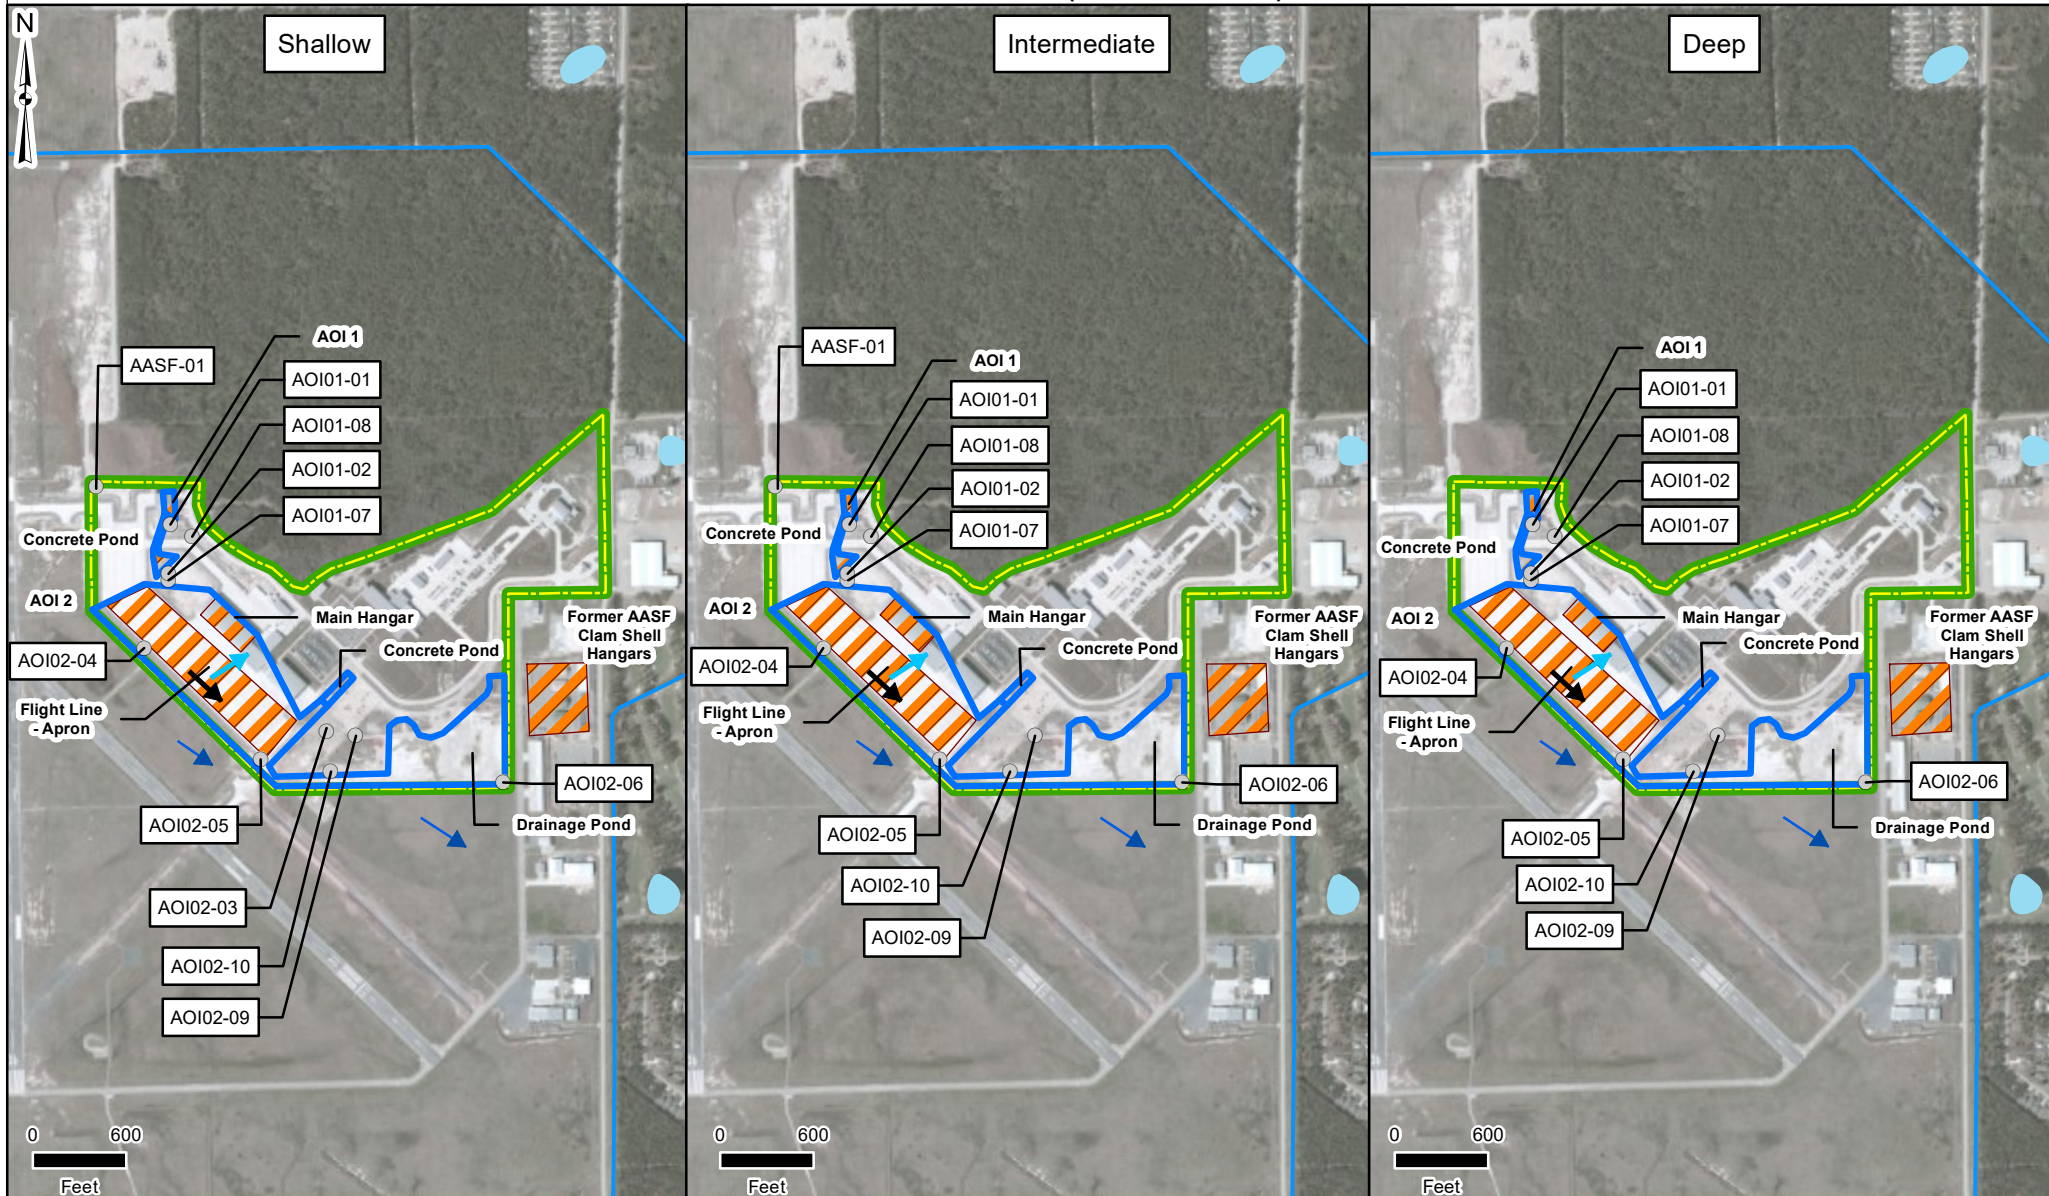 N
Shallow
AOI 1
AASF-01
AOI01-01
AOI01-08
AOI01-02
AOI01-07
Concrete Pond
AOI 2
Main Hangar
Former AASF
Clam Shell
Hangars
Concrete Pond
AOI02-04
Flight Line
- Apron
AOI02-06
AOI02-05
Drainage Pond
AOI02-03
AOI02-10
AOI02-09
0 600
Feet
Intermediate
AASF-01
AOI 1
AOI01-01
AOI01-08
AOI01-02
AOI01-07
Concrete Pond
AOI 2
Main Hangar
Former AASF
Clam Shell
Hangars
Concrete Pond
AOI02-04
Flight Line
- Apron
AOI02-06
AOI02-05
Drainage Pond
AOI02-10
AOI02-09
0 600
Feet
Deep
AOI 1
AOI01-01
AOI01-08
AOI01-02
AOI01-07
Concrete Pond
AOI 2
Main Hangar
Former AASF
Clam Shell
Hangars
Concrete Pond
AOI02-04
Flight Line
- Apron
AOI02-06
AOI02-05
Drainage Pond
AOI02-10
AOI02-09
0 600
Feet